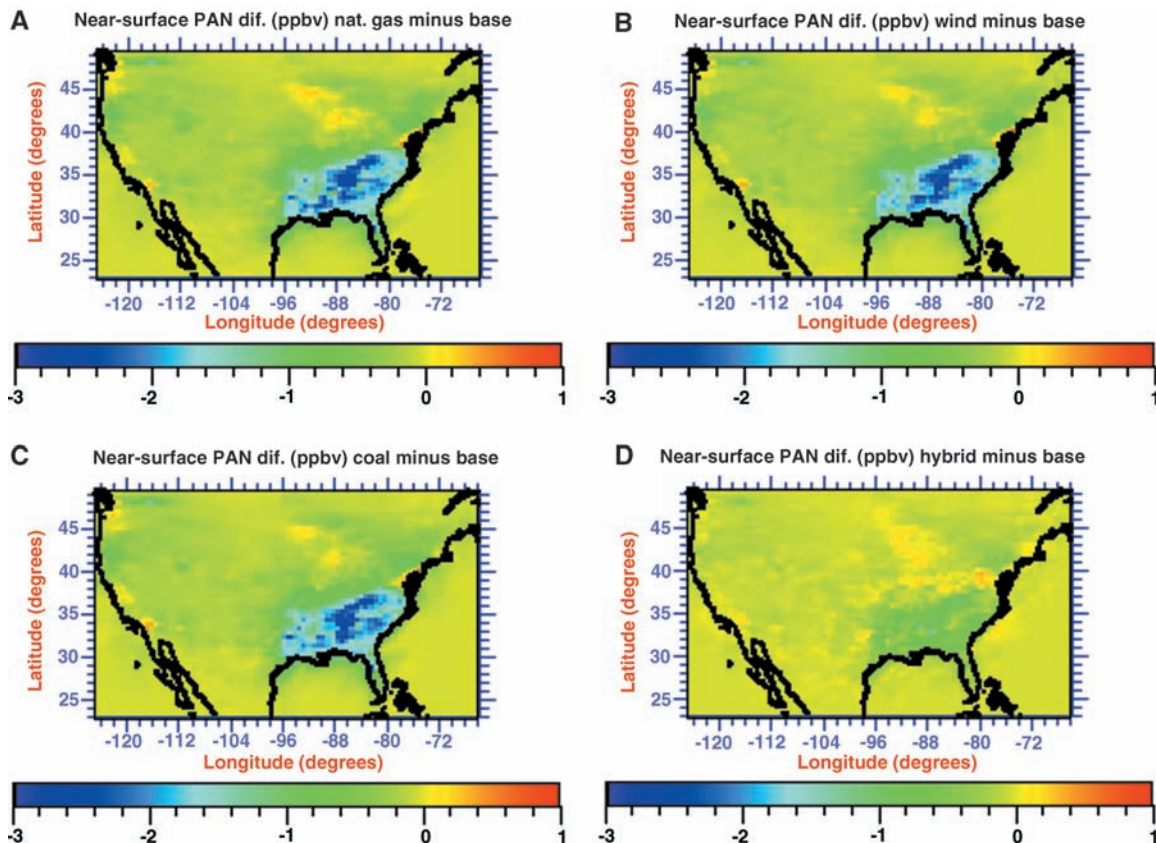 A Near-surface PAN dif. (ppbv) nat. gas minus base
45
40
35
30
25
Latitude (degrees)
-120 -112 -104 -96 -88 -80 -72
Longitude (degrees)
-3 -2 -1 0 1
B Near-surface PAN dif. (ppbv) wind minus base
45
40
35
30
25
Latitude (degrees)
-120 -112 -104 -96 -88 -80 -72
Longitude (degrees)
-3 -2 -1 0 1
C Near-surface PAN dif. (ppbv) coal minus base
45
40
35
30
25
Latitude (degrees)
-120 -112 -104 -96 -88 -80 -72
Longitude (degrees)
-3 -2 -1 0 1
D Near-surface PAN dif. (ppbv) hybrid minus base
45
40
35
30
25
Latitude (degrees)
-120 -112 -104 -96 -88 -80 -72
Longitude (degrees)
-3 -2 -1 0 1